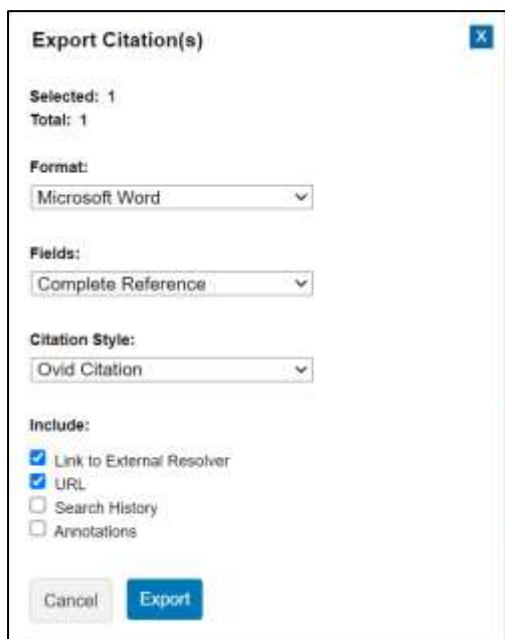 Export Citation(s)
X
Selected: 1
Total: 1
Format:
Microsoft Word
Fields:
Complete Reference
Citation Style:
Ovid Citation
Include:
Link to External Resolver
URL
Search History
Annotations
Cancel Export